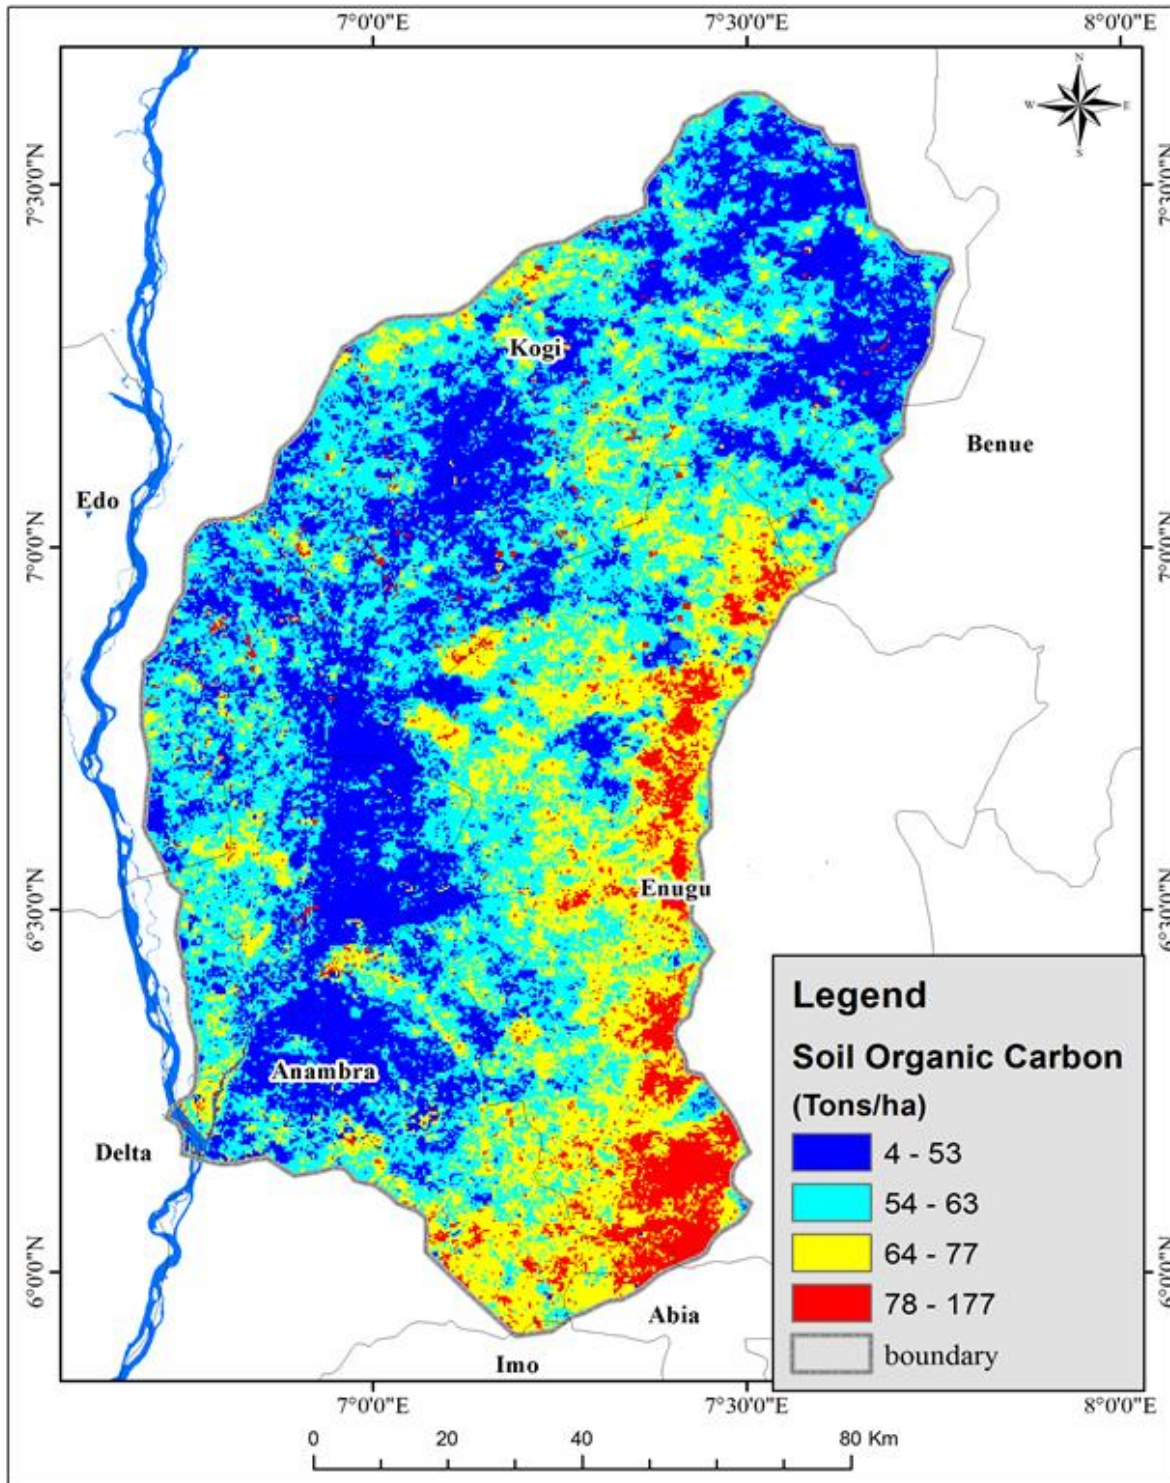 7°0'0"E
7°30'0"E
8°0'0"E
N
W
E
S
7°30'0"N
7°30'0"N
Kogi
Benue
Edo
7°0'0"N
7°0'0"N
Enugu
6°30'0"N
6°30'0"N
Anambra
Delta
Legend
Soil Organic Carbon
(Tons/ha)
4 - 53
54 - 63
64 - 77
78 - 177
boundary
6°0'0"N
6°0'0"N
Abia
Imo
7°0'0"E
7°30'0"E
8°0'0"E
0 20 40 80 Km